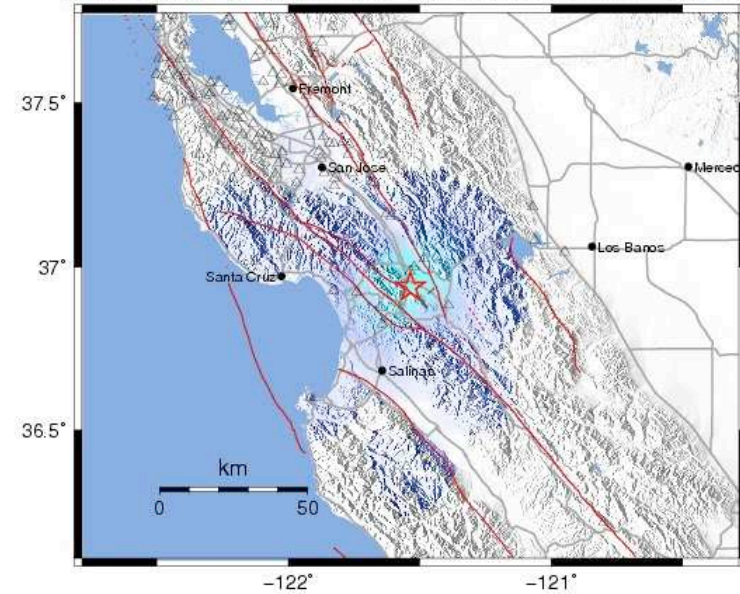 37.5°
Fremont
San Jose
Merced
37°
Los Banos
Santa Cruz
Salinas
36.5°
km
0 50
-122° -121°